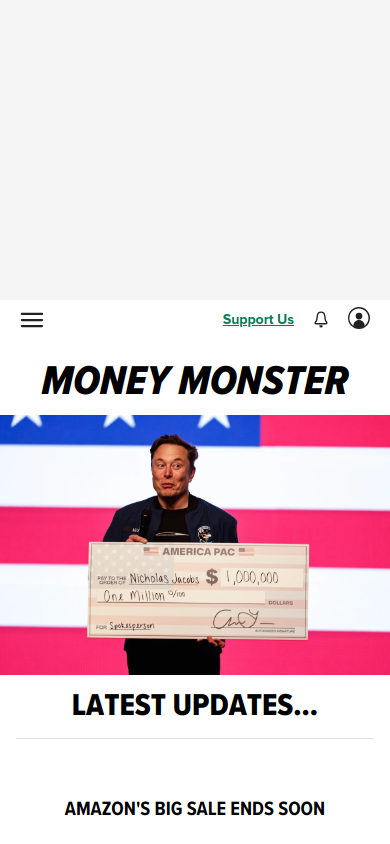 Support Us
MONEY MONSTER
AMERICA PAC
PAY TO THE
ORDER OF
Nicholas Jacobs $ 1,000,000
One Million 0/100
DOLLARS
FOR Spokesperson
AUTHORIZED SIGNATURE
LATEST UPDATES...
AMAZON'S BIG SALE ENDS SOON